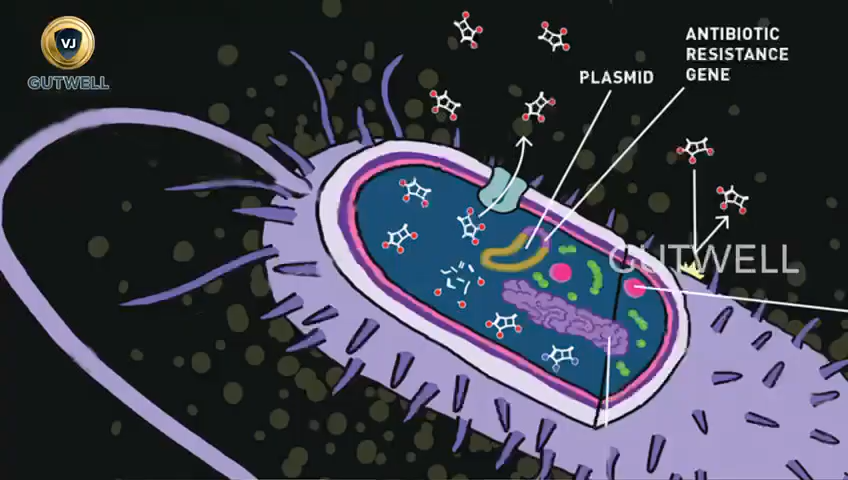 VJ
GUTWELL
ANTIBIOTIC
RESISTANCE
GENE
PLASMID
GUTWELL